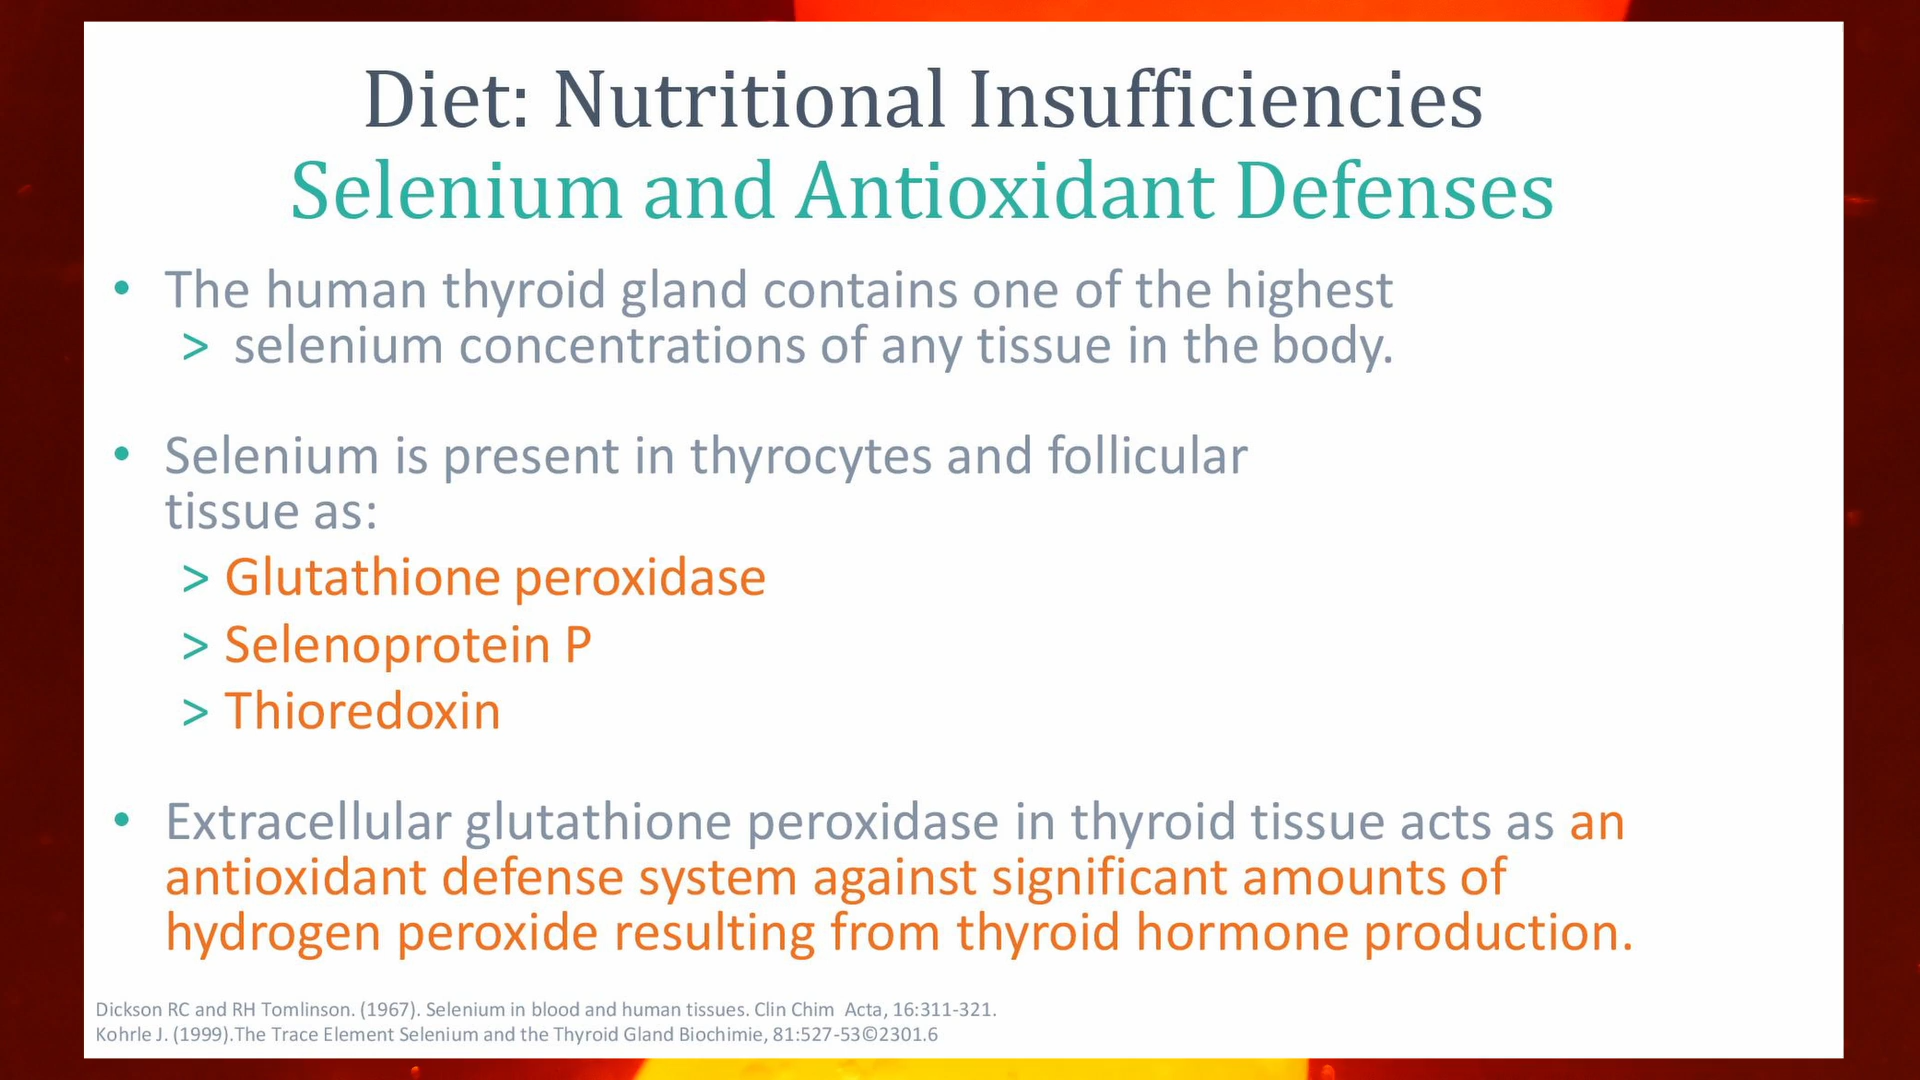 Diet: Nutritional Insufficiencies
Selenium and Antioxidant Defenses
• The human thyroid gland contains one of the highest
> selenium concentrations of any tissue in the body.
• Selenium is present in thyrocytes and follicular
tissue as:
> Glutathione peroxidase
> Selenoprotein P
> Thioredoxin
• Extracellular glutathione peroxidase in thyroid tissue acts as an
antioxidant defense system against significant amounts of
hydrogen peroxide resulting from thyroid hormone production.
Dickson RC and RH Tomlinson. (1967). Selenium in blood and human tissues. Clin Chim Acta, 16:311-321.
Kohrle J. (1999).The Trace Element Selenium and the Thyroid Gland Biochimie, 81:527-53©2301.6